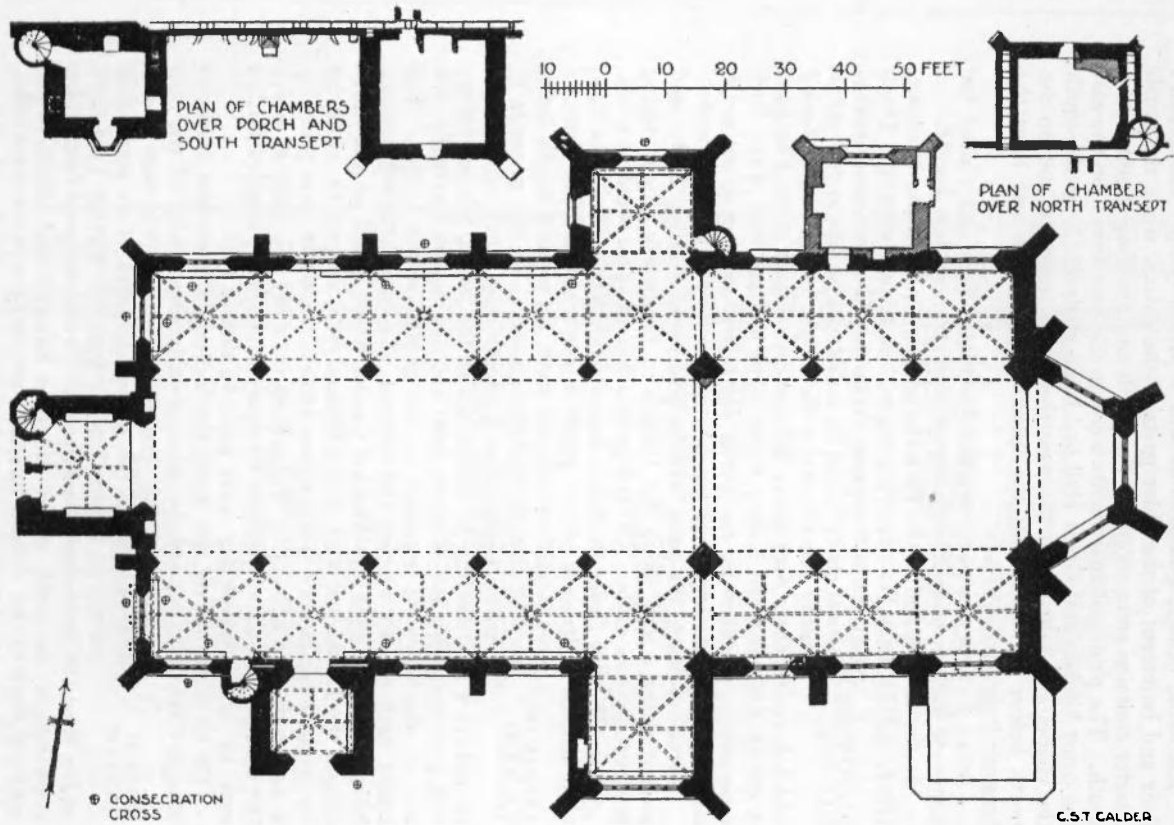 PLAN OF CHAMBERS
OVER PORCH AND
SOUTH TRANSEPT.
10 0 10 20 30 40 50 FEET
PLAN OF CHAMBER
OVER NORTH TRANSEPT
⊕ CONSECRATION
CROSS
C.S.T CALDER